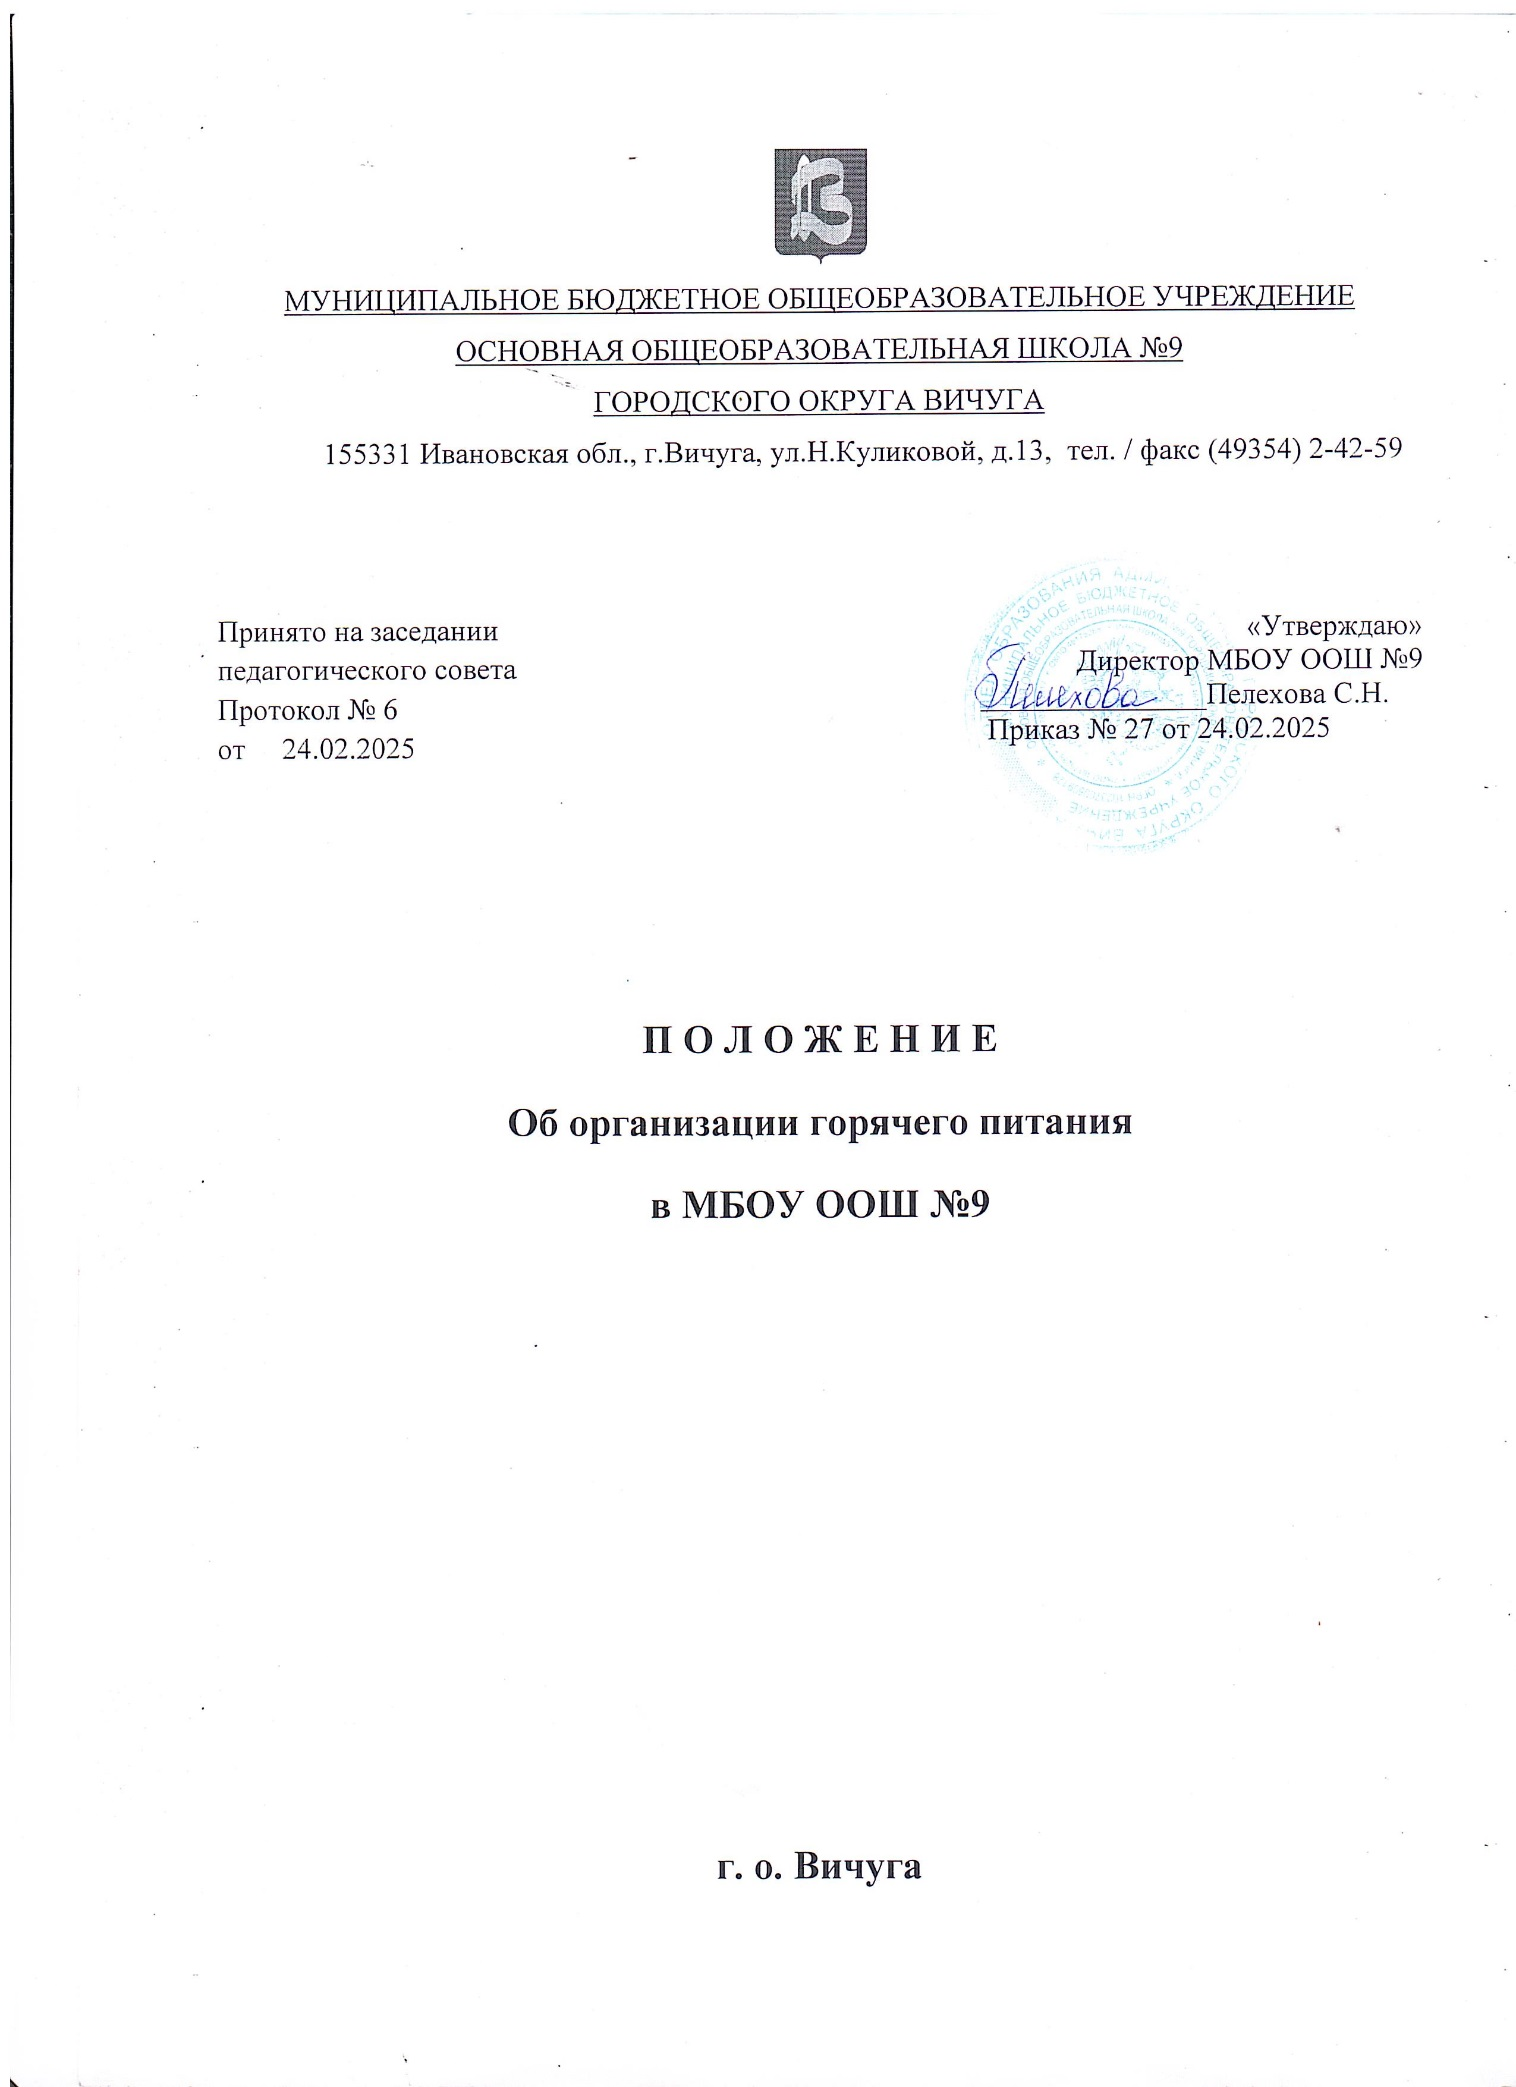 МУНИЦИПАЛЬНОЕ БЮДЖЕТНОЕ ОБЩЕОБРАЗОВАТЕЛЬНОЕ УЧРЕЖДЕНИЕ
ОСНОВНАЯ ОБЩЕОБРАЗОВАТЕЛЬНАЯ ШКОЛА №9
ГОРОДСКОГО ОКРУГА ВИЧУГА
155331 Ивановская обл., г.Вичуга, ул.Н.Куликовой, д.13, тел. / факс (49354) 2-42-59
Принято на заседании
педагогического совета
Протокол № 6
от 24.02.2025
«Утверждаю»
Директор МБОУ ООШ №9
Пелехова Пелехова С.Н.
Приказ № 27 от 24.02.2025
П О Л О Ж Е Н И Е
Об организации горячего питания
в МБОУ ООШ №9
г. о. Вичуга